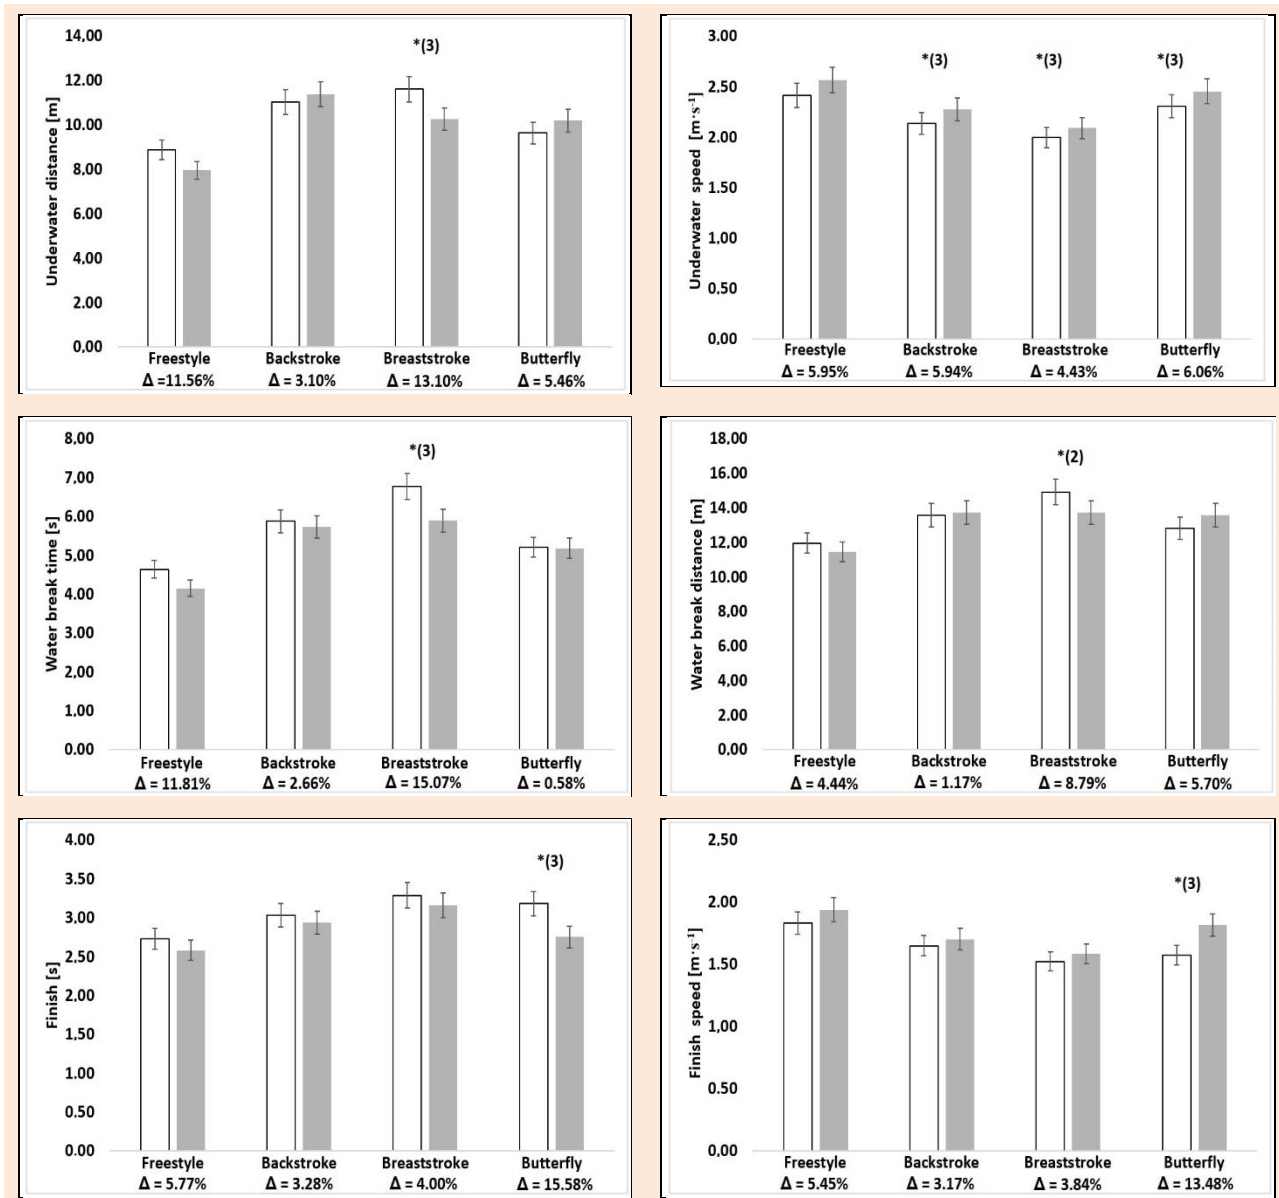 14,00
12.00
10.00
8.00
6.00
4.00
2.00
0,00
Underwater distance [m]
*(3)
Freestyle Backstroke Breaststroke Butterfly
Δ =11.56% Δ = 3.10% Δ = 13.10% Δ = 5.46%
3.00
2.50
2.00
1.50
1.00
0.50
0,00
Underwater speed [m·s⁻¹]
*(3) *(3) *(3)
Freestyle Backstroke Breaststroke Butterfly
Δ = 5.95% Δ = 5.94% Δ = 4.43% Δ = 6.06%
8,00
7.00
6.00
5.00
4.00
3.00
2.00
1,00
0.00
Water break time [s]
*(3)
Freestyle Backstroke Breaststroke Butterfly
Δ = 11.81% Δ = 2.66% Δ = 15.07% Δ = 0.58%
18,00
16.00
14.00
12.00
10.00
8.00
6.00
4,00
2.00
0,00
Water break distance [m]
*(2)
Freestyle Backstroke Breaststroke Butterfly
Δ = 4.44% Δ = 1.17% Δ = 8.79% Δ = 5.70%
4.00
3.50
3.00
2.50
2.00
1,50
1.00
0.50
0.00
Finish [s]
*(3)
Freestyle Backstroke Breaststroke Butterfly
Δ = 5.77% Δ = 3.28% Δ = 4.00% Δ = 15.58%
2,50
2.00
1.50
1,00
0.50
0.00
Finish speed [m·s⁻¹]
*(3)
Freestyle Backstroke Breaststroke Butterfly
Δ = 5.45% Δ = 3.17% Δ = 3.84% Δ = 13.48%